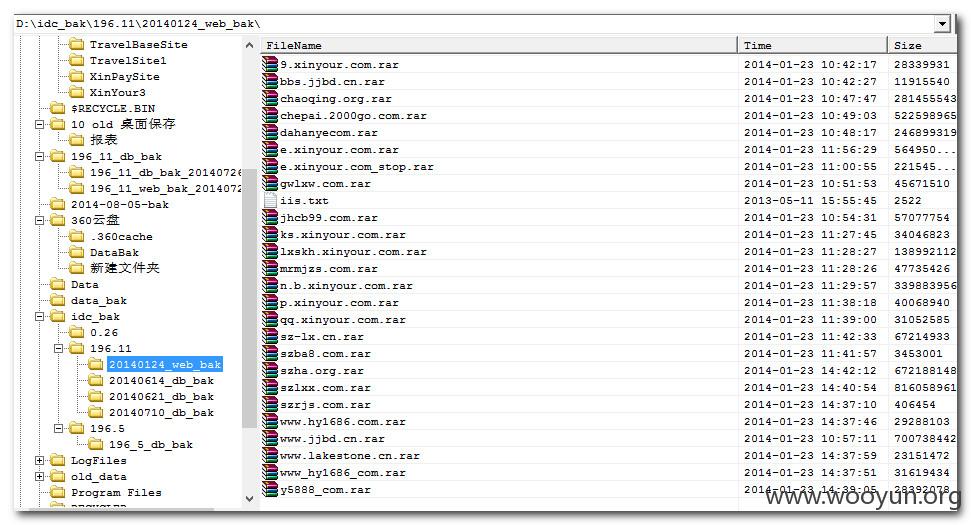 D:\idc_bak\196.11\20140124_web_bak\
TravelBaseSite
TravelSite1
XinPaySite
XinYour3
$RECYCLE.BIN
10 old 桌面保存
报表
196_11_db_bak
196_11_db_bak_20140726
196_11_web_bak_2014072
2014-08-05-bak
360云盘
.360cache
DataBak
新建文件夹
Data
data_bak
idc_bak
0.26
196.11
20140124_web_bak
20140614_db_bak
20140621_db_bak
20140710_db_bak
196.5
196_5_db_bak
LogFiles
old_data
Program Files
FileName Time Size
9.xinyour.com.rar 2014-01-23 10:42:17 28339931
bbs.jjbd.cn.rar 2014-01-23 10:42:27 11915540
chaoqing.org.rar 2014-01-23 10:47:47 281455543
chepai.2000go.com.rar 2014-01-23 10:49:03 522598965
dahanyecom.rar 2014-01-23 10:48:17 246899319
e.xinyour.com.rar 2014-01-23 11:56:29 564950...
e.xinyour.com_stop.rar 2014-01-23 11:00:55 221545...
gwlxw.com.rar 2014-01-23 10:51:53 45671510
iis.txt 2013-05-11 15:55:45 2522
jhcb99.com.rar 2014-01-23 10:54:31 57077754
ks.xinyour.com.rar 2014-01-23 11:27:45 34046823
lxskh.xinyour.com.rar 2014-01-23 11:28:27 138992112
mrmjzs.com.rar 2014-01-23 11:28:26 47735426
n.b.xinyour.com.rar 2014-01-23 11:29:57 339883956
p.xinyour.com.rar 2014-01-23 11:38:18 40068940
qq.xinyour.com.rar 2014-01-23 11:39:00 31052585
sz-lx.cn.rar 2014-01-23 11:42:33 67214933
szba8.com.rar 2014-01-23 11:41:57 3453001
szha.org.rar 2014-01-23 14:42:12 672188148
szlxx.com.rar 2014-01-23 14:40:54 816058961
szrjs.com.rar 2014-01-23 14:37:10 406454
www.hy1686.com.rar 2014-01-23 14:37:46 29288103
www.jjbd.cn.rar 2014-01-23 10:57:11 700738442
www.lakestone.cn.rar 2014-01-23 14:37:59 23151472
www_hy1686_com.rar 2014-01-23 14:37:51 31619434
y5888_com.rar 2014-01-23 14:39:05 28392078
www.wooyun.org